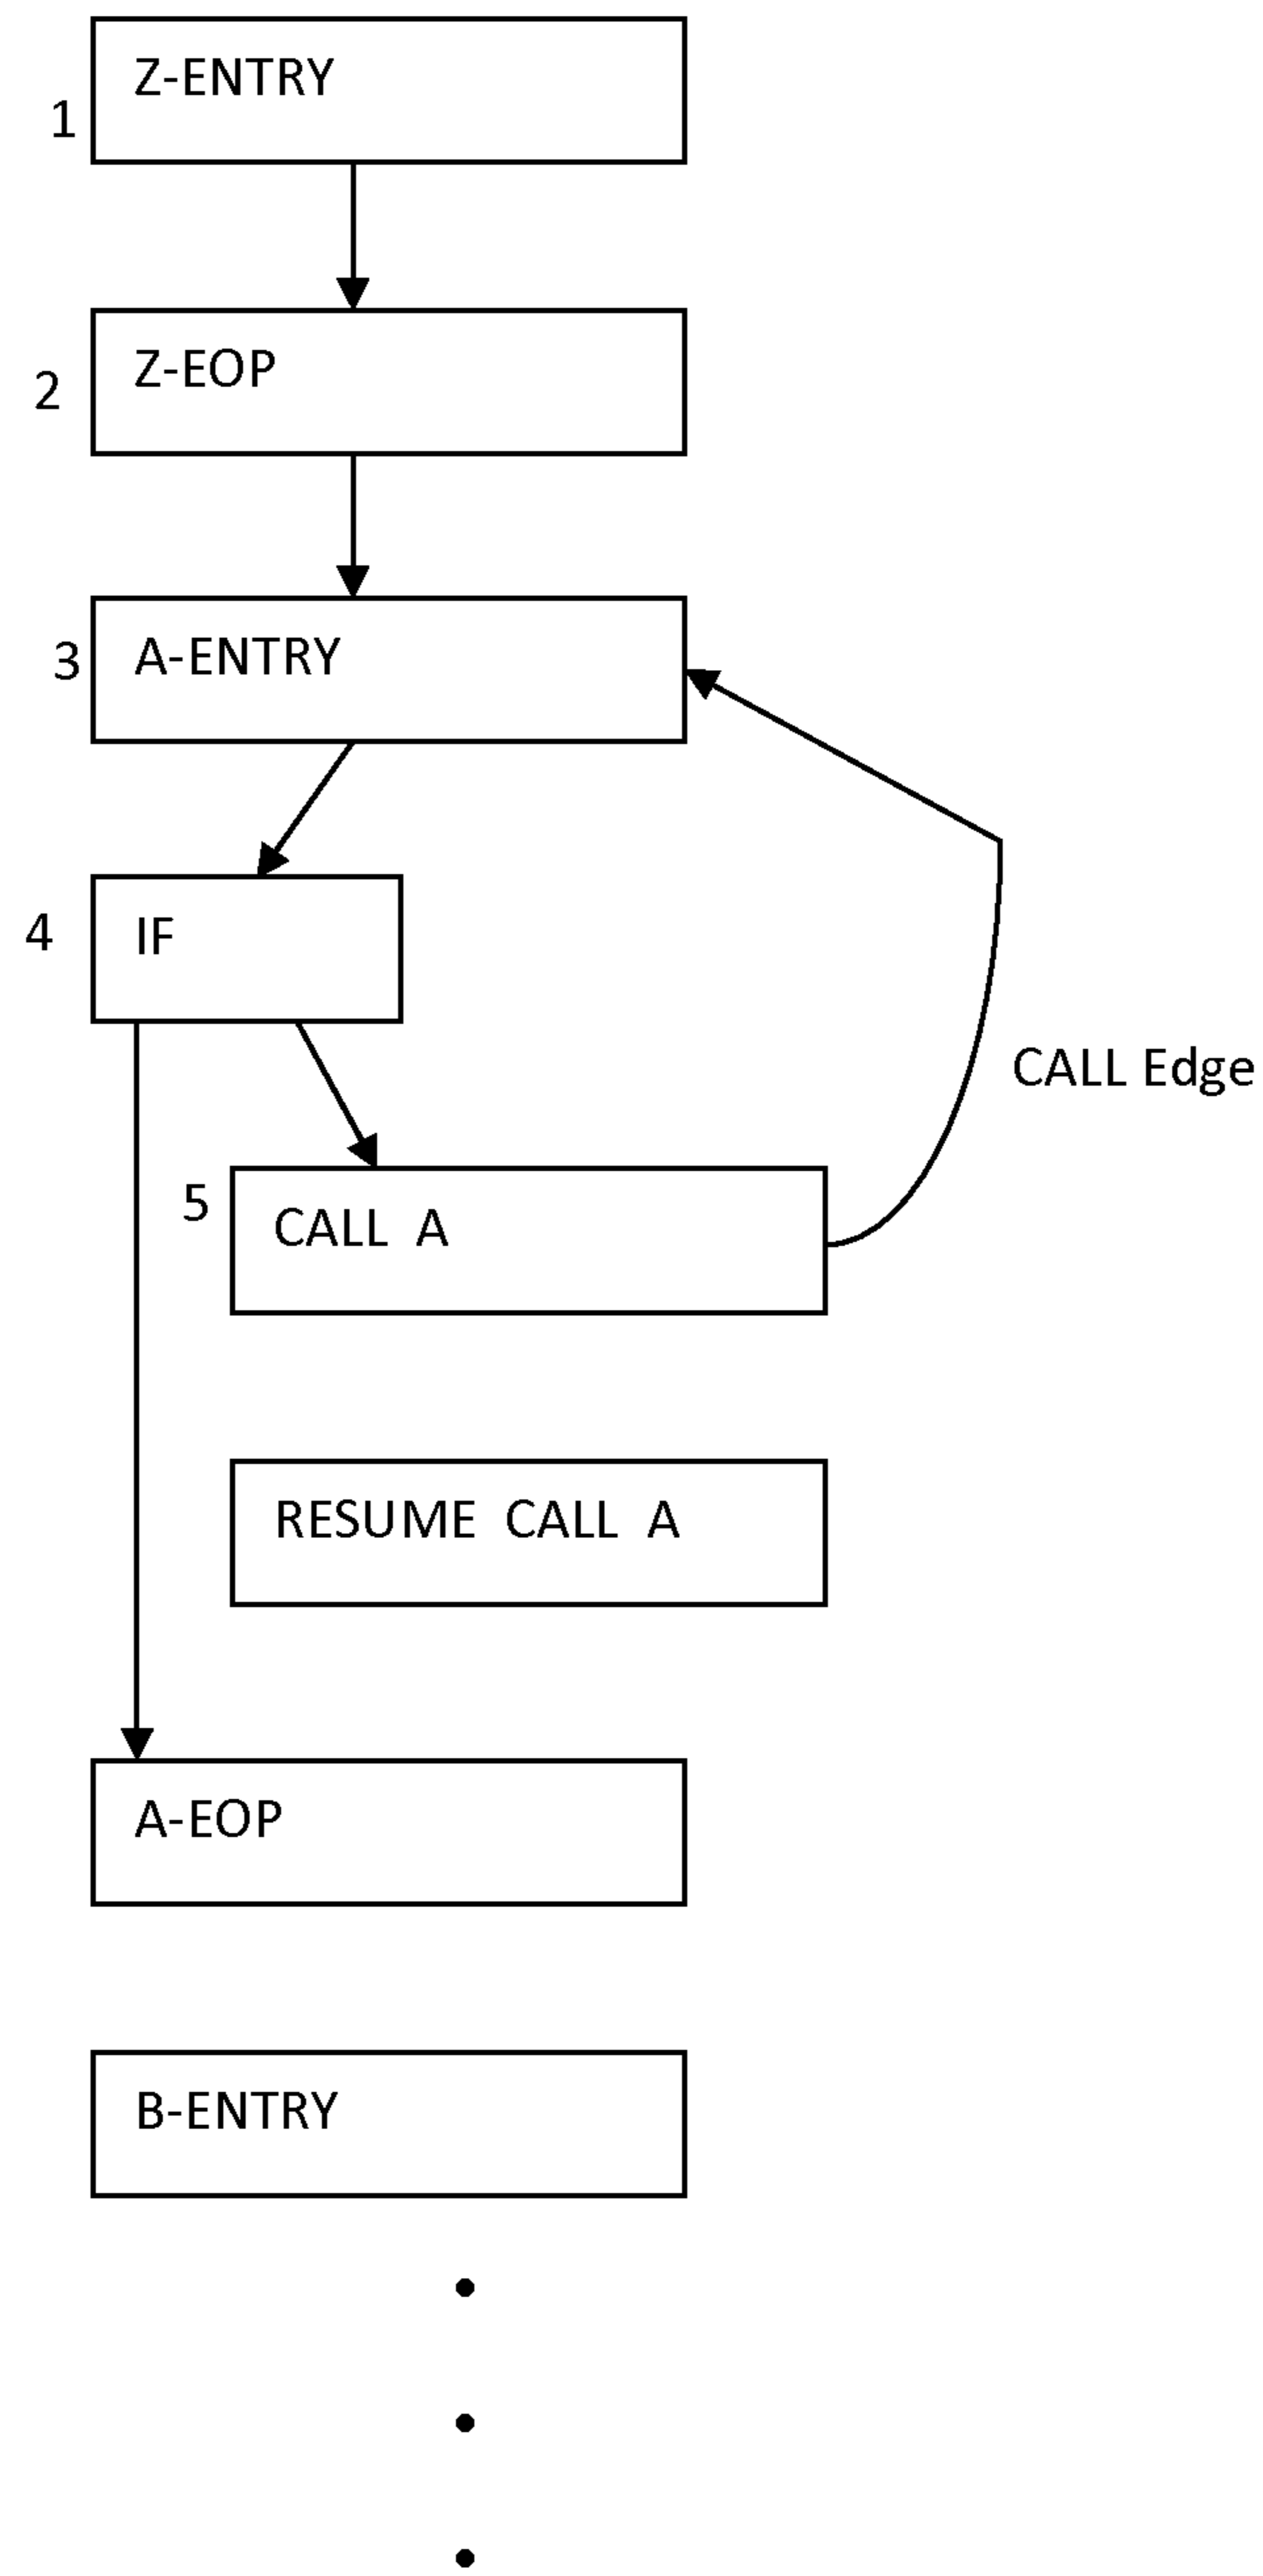 Z-ENTRY
1
Z-EOP
2
A-ENTRY
3
IF
4
CALL Edge
5
CALL A
RESUME CALL A
A-EOP
B-ENTRY